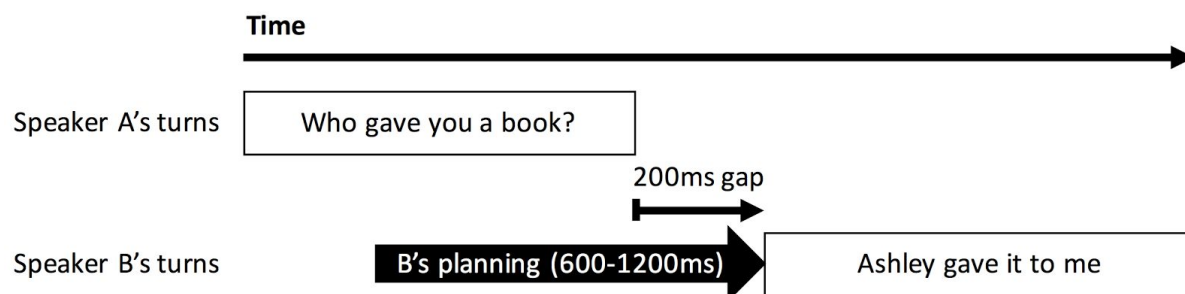 Time
Speaker A’s turns
Who gave you a book?
200ms gap
Speaker B’s turns
B’s planning (600-1200ms)
Ashley gave it to me